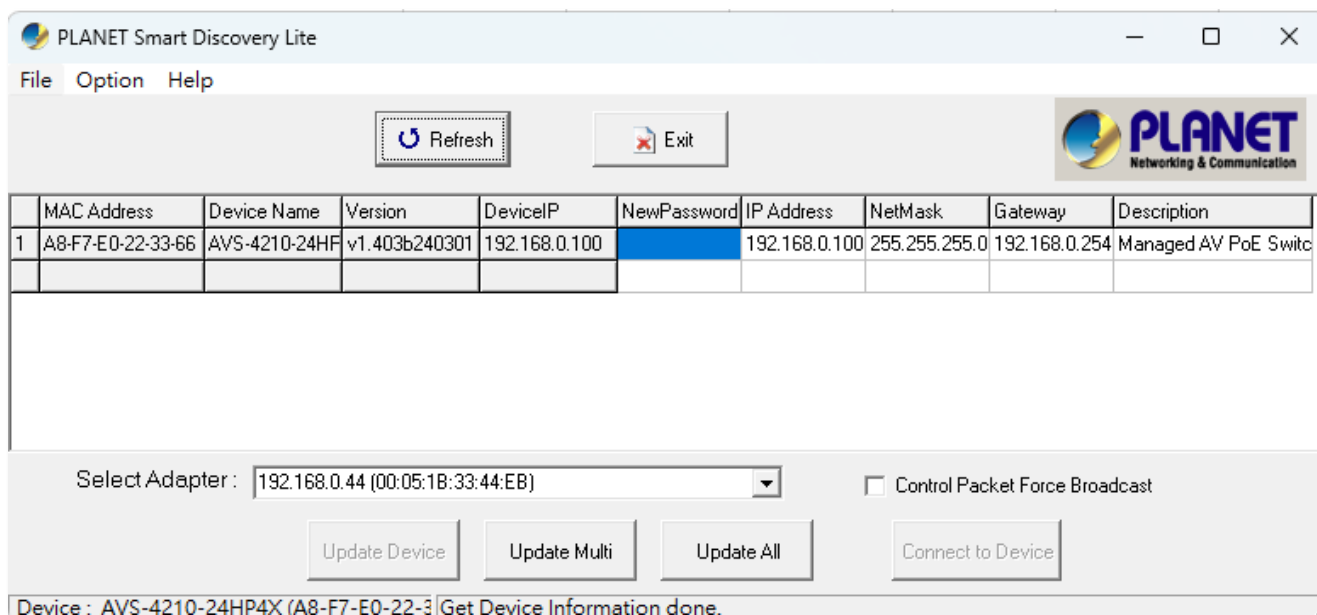 PLANET Smart Discovery Lite
File Option Help
Refresh Exit
PLANET
Networking & Communication
MAC Address Device Name Version DeviceIP NewPassword IP Address NetMask Gateway Description
1 A8-F7-E0-22-33-66 AVS-4210-24HF v1.403b240301 192.168.0.100 192.168.0.100 255.255.255.0 192.168.0.254 Managed AV PoE Switc
Select Adapter : 192.168.0.44 (00:05:1B:33:44:EB) Control Packet Force Broadcast
Update Device Update Multi Update All Connect to Device
Device : AVS-4210-24HP4X (A8-F7-E0-22-3 Get Device Information done.